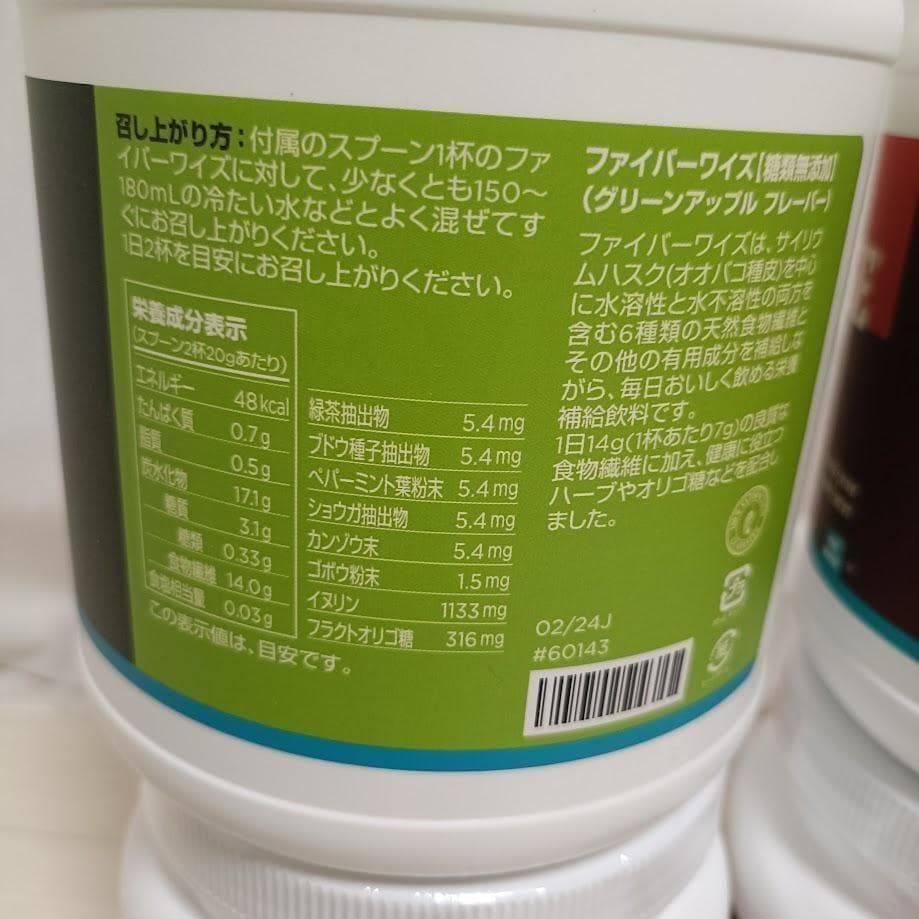 召し上がり方：付属のスプーン1杯のファ
イバーワイズに対して、少なくとも150～
180mLの冷たい水などとよく混ぜてす
ぐにお召し上がりください。
1日2杯を目安にお召し上がりください。
栄養成分表示
(スプーン2杯20gあたり)
エネルギー 48kcal
たんぱく質 0.7g
脂質 0.5g
炭水化物 17.1g
糖質 3.1g
糖類 0.33g
食物繊維 14.0g
食塩相当量 0.03g
この表示値は、目安です。
緑茶抽出物 5.4mg
ブドウ種子抽出物 5.4mg
ペパーミント葉粉末 5.4mg
ショウガ抽出物 5.4mg
カンゾウ末 5.4mg
ゴボウ粉末 1.5mg
イヌリン 1133mg
フラクトオリゴ糖 316mg
ファイバーワイズ[糖類無添加]
(グリーンアップル フレーバー)
ファイバーワイズは、サイリウ
ムハスク(オオバコ種皮)を中心
に水溶性と水不溶性の両方を
含む6種類の天然食物繊維と
その他の有用成分を補給しな
がら、毎日おいしく飲める栄養
補給飲料です。
1日14g(1杯あたり7g)の良質な
食物繊維に加え、健康に役立つ
ハーブやオリゴ糖などを配合し
ました。
02/24J
#60143